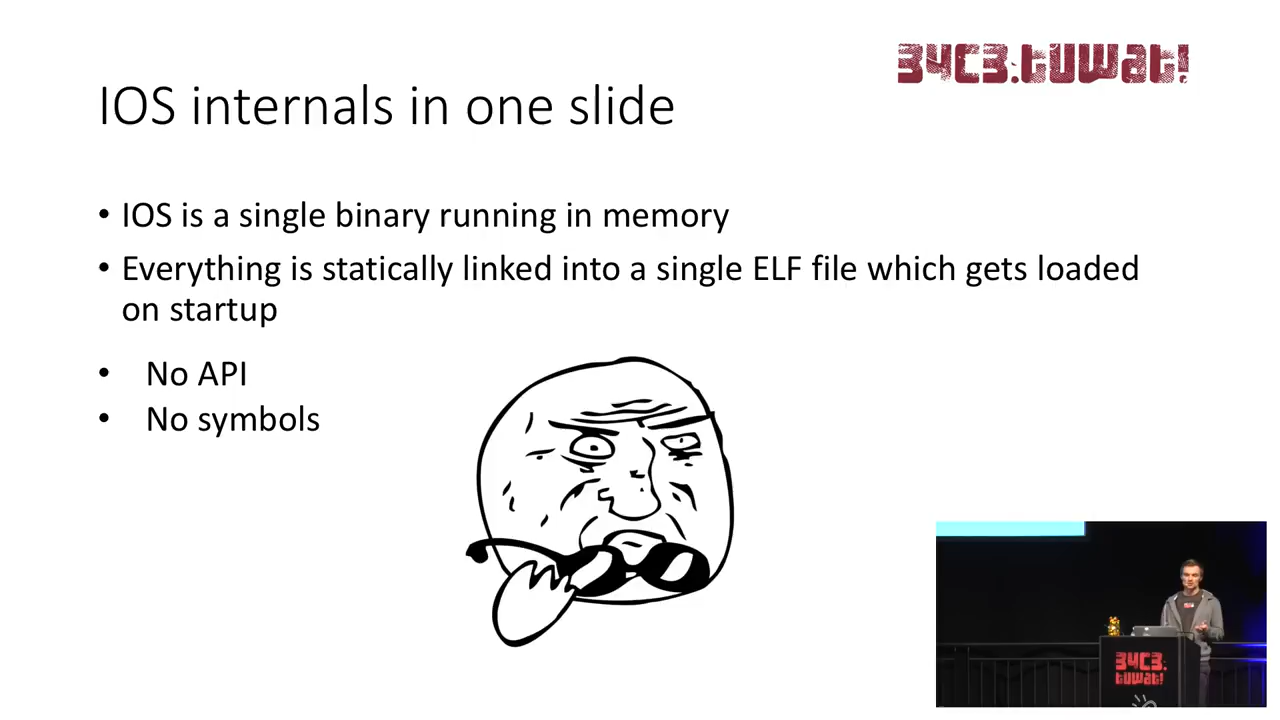 34C3.tuwat!
IOS internals in one slide
• IOS is a single binary running in memory
• Everything is statically linked into a single ELF file which gets loaded
on startup
• No API
• No symbols
34C3.
tuwat!